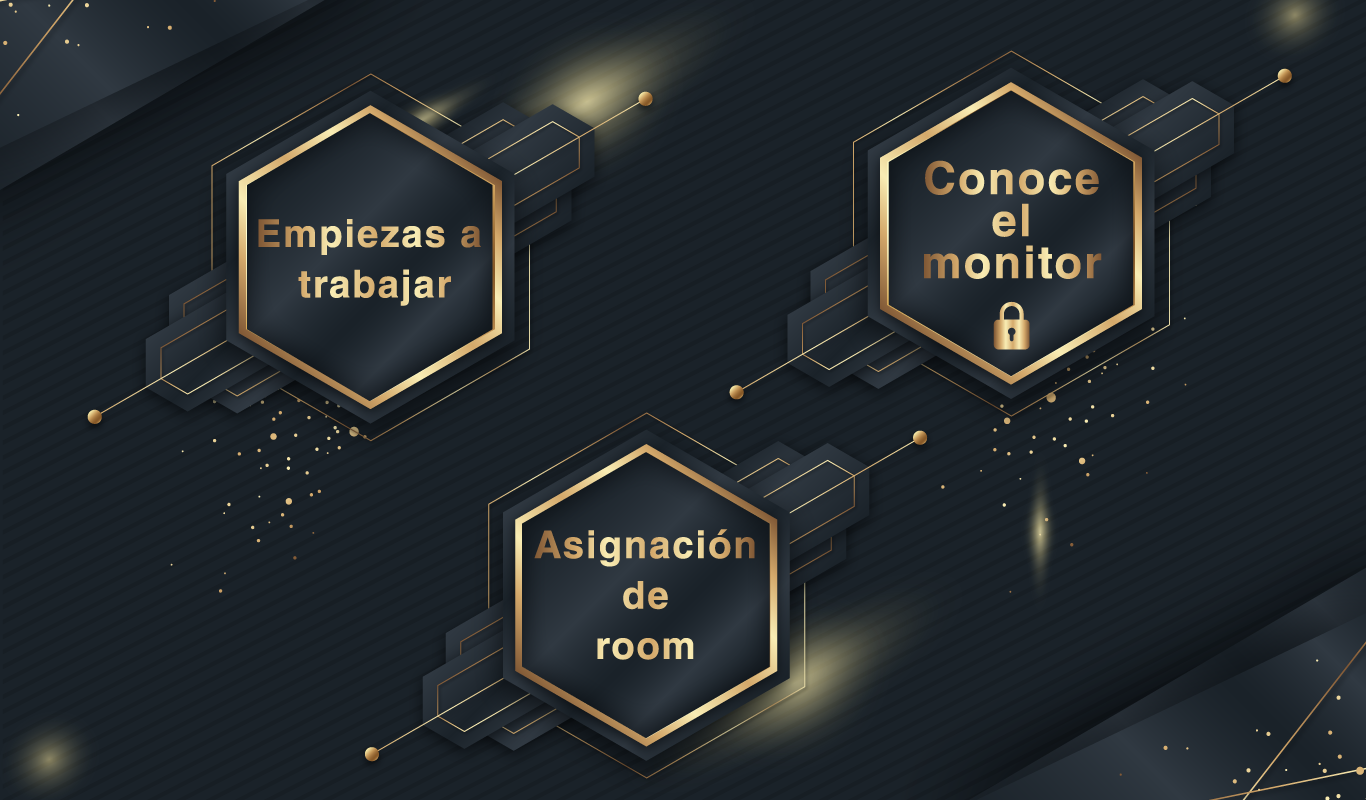 Empiezas a
trabajar
Conoce
el
monitor
Asignación
de
room